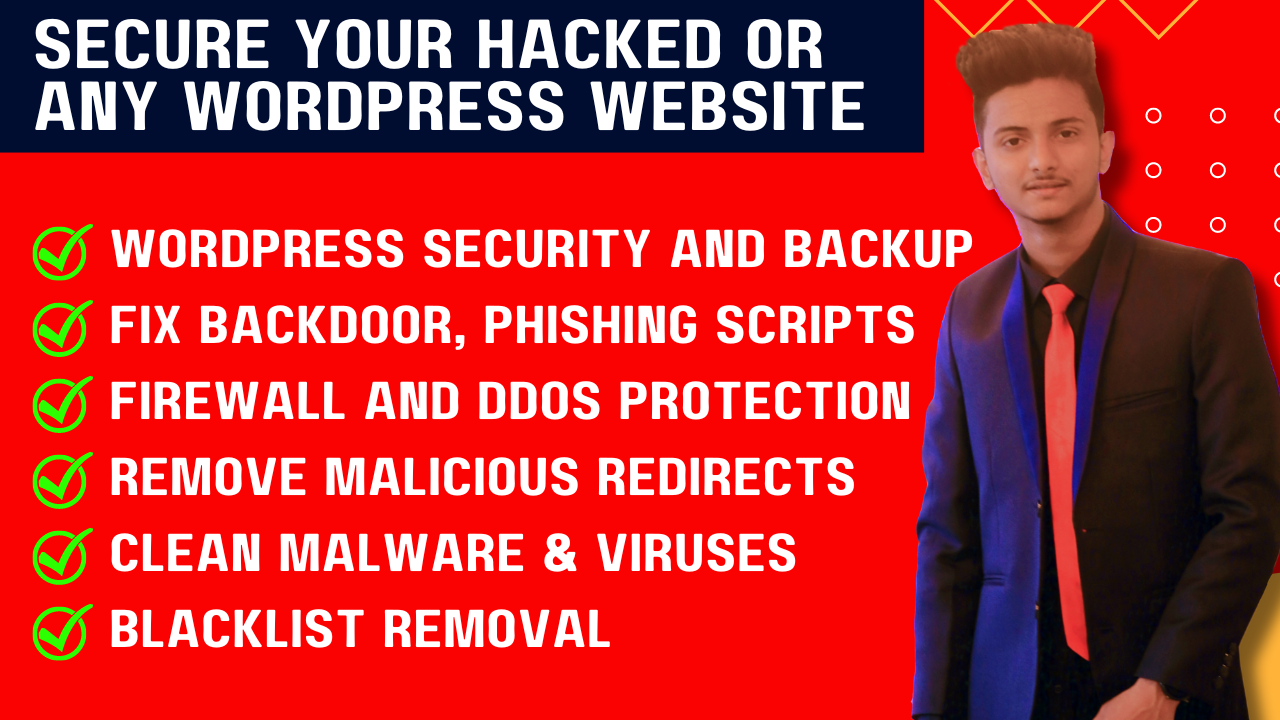 SECURE YOUR HACKED OR
ANY WORDPRESS WEBSITE
WORDPRESS SECURITY AND BACKUP
FIX BACKDOOR, PHISHING SCRIPTS
FIREWALL AND DDOS PROTECTION
REMOVE MALICIOUS REDIRECTS
CLEAN MALWARE & VIRUSES
BLACKLIST REMOVAL